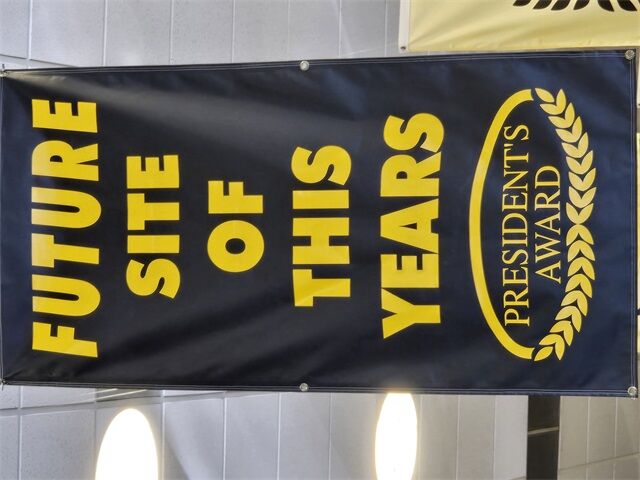 FUTURE
SITE
OF
THIS
YEARS
PRESIDENT'S
AWARD